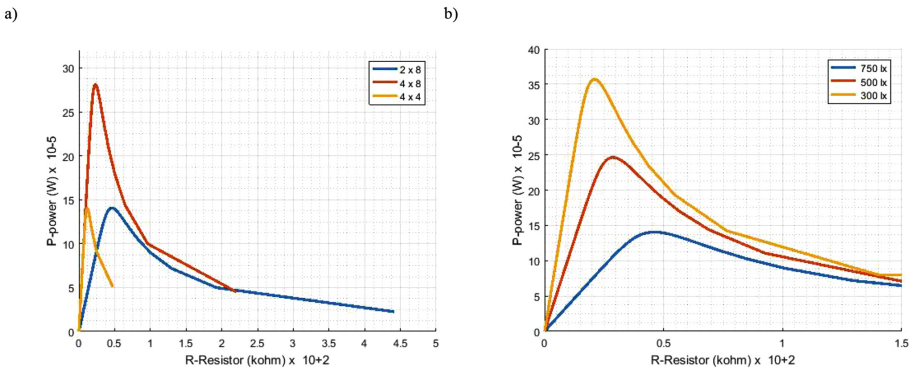 a)
30
25
20
15
10
5
0
P-power (W) x 10-5
2 x 8
4 x 8
4 x 4
0 0.5 1 1.5 2 2.5 3 3.5 4 4.5 5
R-Resistor (kohm) x 10+2
b)
40
35
30
25
20
15
10
5
0
P-power (W) x 10-5
750 lx
500 lx
300 lx
0 0.5 1 1.5
R-Resistor (kohm) x 10+2